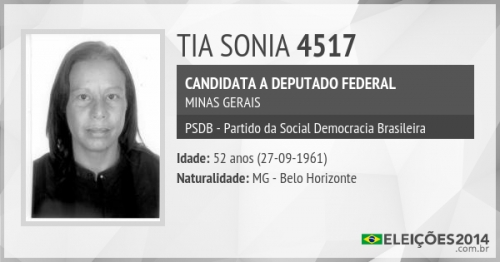 TIA SONIA 4517
CANDIDATA A DEPUTADO FEDERAL
MINAS GERAIS
PSDB - Partido da Social Democracia Brasileira
Idade: 52 anos (27-09-1961)
Naturalidade: MG - Belo Horizonte
ELEIÇÕES2014
.com.br